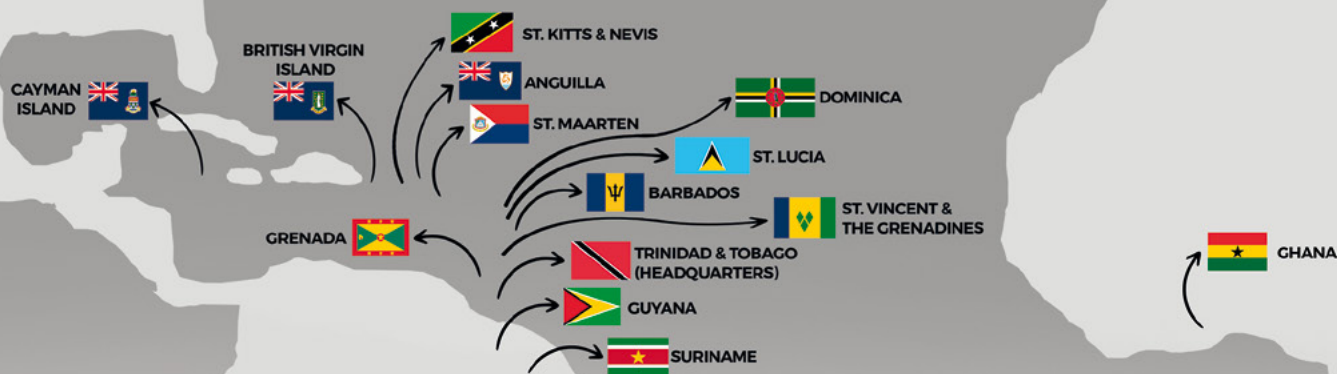 ST. KITTS & NEVIS
BRITISH VIRGIN
ISLAND
ANGUILLA
CAYMAN
ISLAND
ST. MAARTEN
DOMINICA
ST. LUCIA
BARBADOS
ST. VINCENT &
THE GRENADINES
GRENADA
TRINIDAD & TOBAGO
(HEADQUARTERS)
GHANA
GUYANA
SURINAME